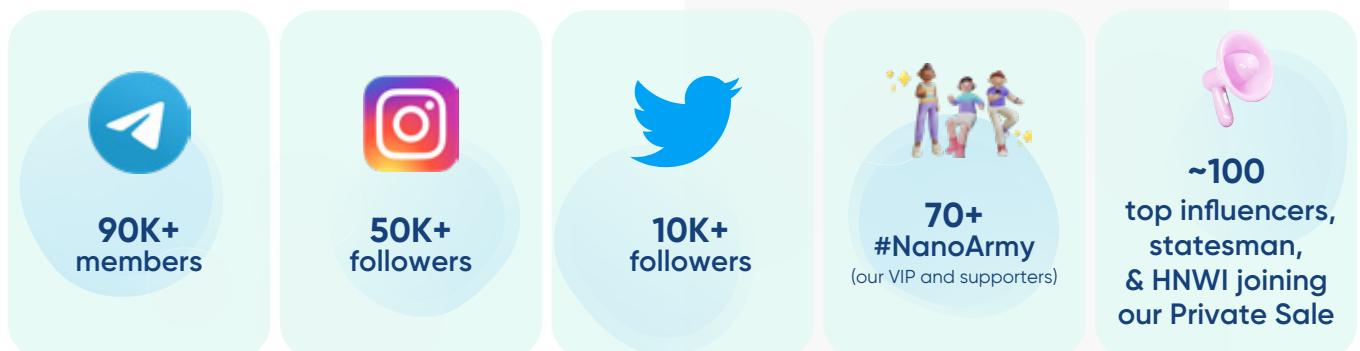 90K+
members
50K+
followers
10K+
followers
70+
#NanoArmy
(our VIP and supporters)
~100
top influencers,
statesman,
& HNWI joining
our Private Sale